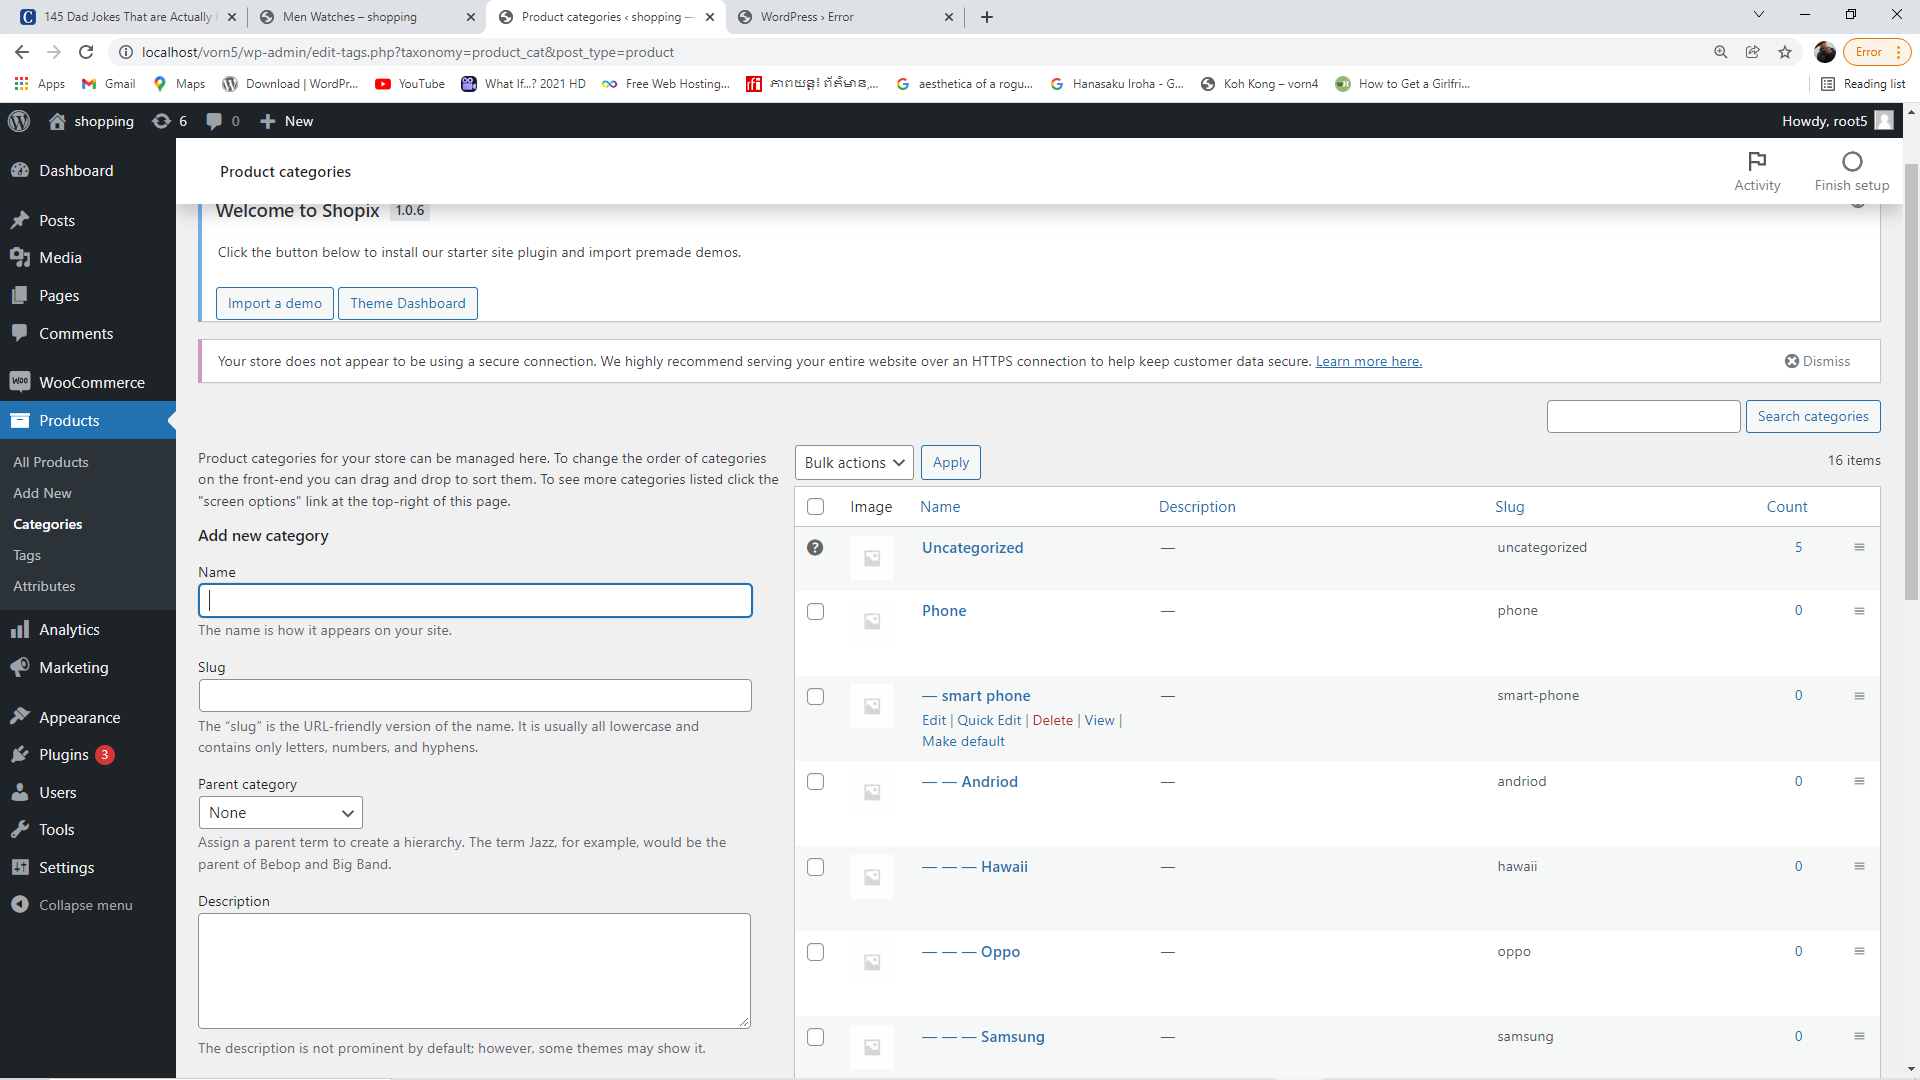 145 Dad Jokes That are Actually
Men Watches – shopping
Product categories ‹ shopping —
WordPress › Error
localhost/vorn5/wp-admin/edit-tags.php?taxonomy=product_cat&post_type=product
Error
Apps
Gmail
Maps
Download | WordPr...
YouTube
What If...? 2021 HD
Free Web Hosting...
rfi
ភាពយន្ត៖ ព័ត៌មាន,...
aesthetica of a rogu...
Hanasaku Iroha - G...
Koh Kong – vorn4
How to Get a Girlfri...
Reading list
shopping
6
0
New
Howdy, root5
Dashboard
Posts
Media
Pages
Comments
WooCommerce
Products
All Products
Add New
Categories
Tags
Attributes
Analytics
Marketing
Appearance
Plugins 3
Users
Tools
Settings
Collapse menu
Product categories
Activity
Finish setup
Welcome to Shopix 1.0.6
Click the button below to install our starter site plugin and import premade demos.
Import a demo
Theme Dashboard
Your store does not appear to be using a secure connection. We highly recommend serving your entire website over an HTTPS connection to help keep customer data secure. Learn more here.
Dismiss
Search categories
Product categories for your store can be managed here. To change the order of categories
on the front-end you can drag and drop to sort them. To see more categories listed click the
"screen options" link at the top-right of this page.
Add new category
Name
The name is how it appears on your site.
Slug
The “slug” is the URL-friendly version of the name. It is usually all lowercase and
contains only letters, numbers, and hyphens.
Parent category
None
Assign a parent term to create a hierarchy. The term Jazz, for example, would be the
parent of Bebop and Big Band.
Description
The description is not prominent by default; however, some themes may show it.
Bulk actions
Apply
16 items
Image Name Description Slug Count
Uncategorized — uncategorized 5
Phone — phone 0
— smart phone — smart-phone 0
Edit | Quick Edit | Delete | View |
Make default
— — Andriod — andriod 0
— — — Hawaii — hawaii 0
— — — Oppo — oppo 0
— — — Samsung — samsung 0